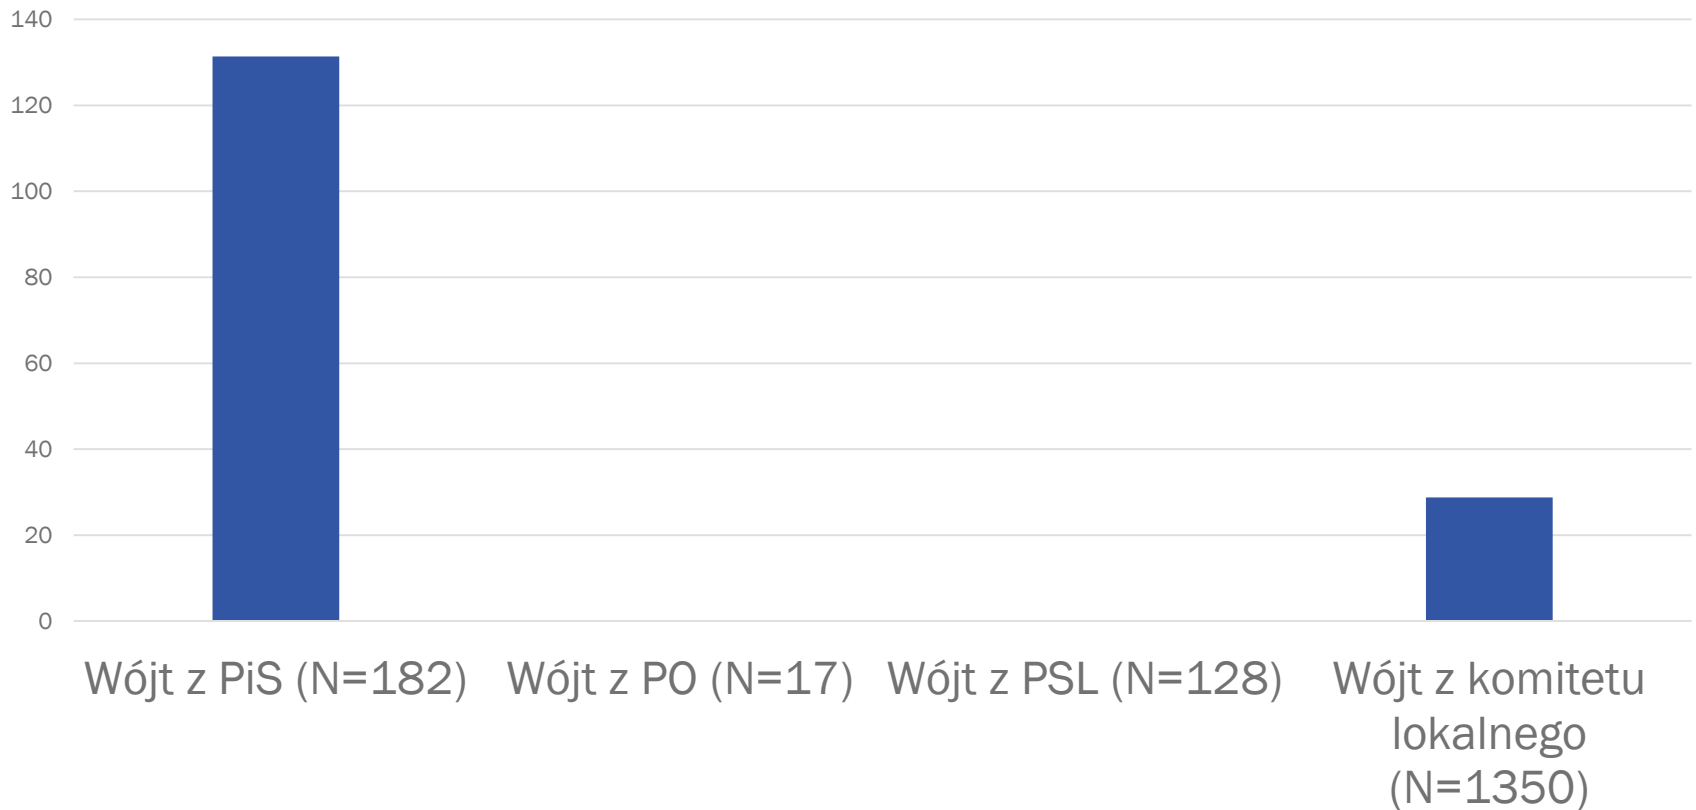 140
120
100
80
60
40
20
0
Wójt z PiS (N=182)
Wójt z PO (N=17)
Wójt z PSL (N=128)
Wójt z komitetu
lokalnego
(N=1350)